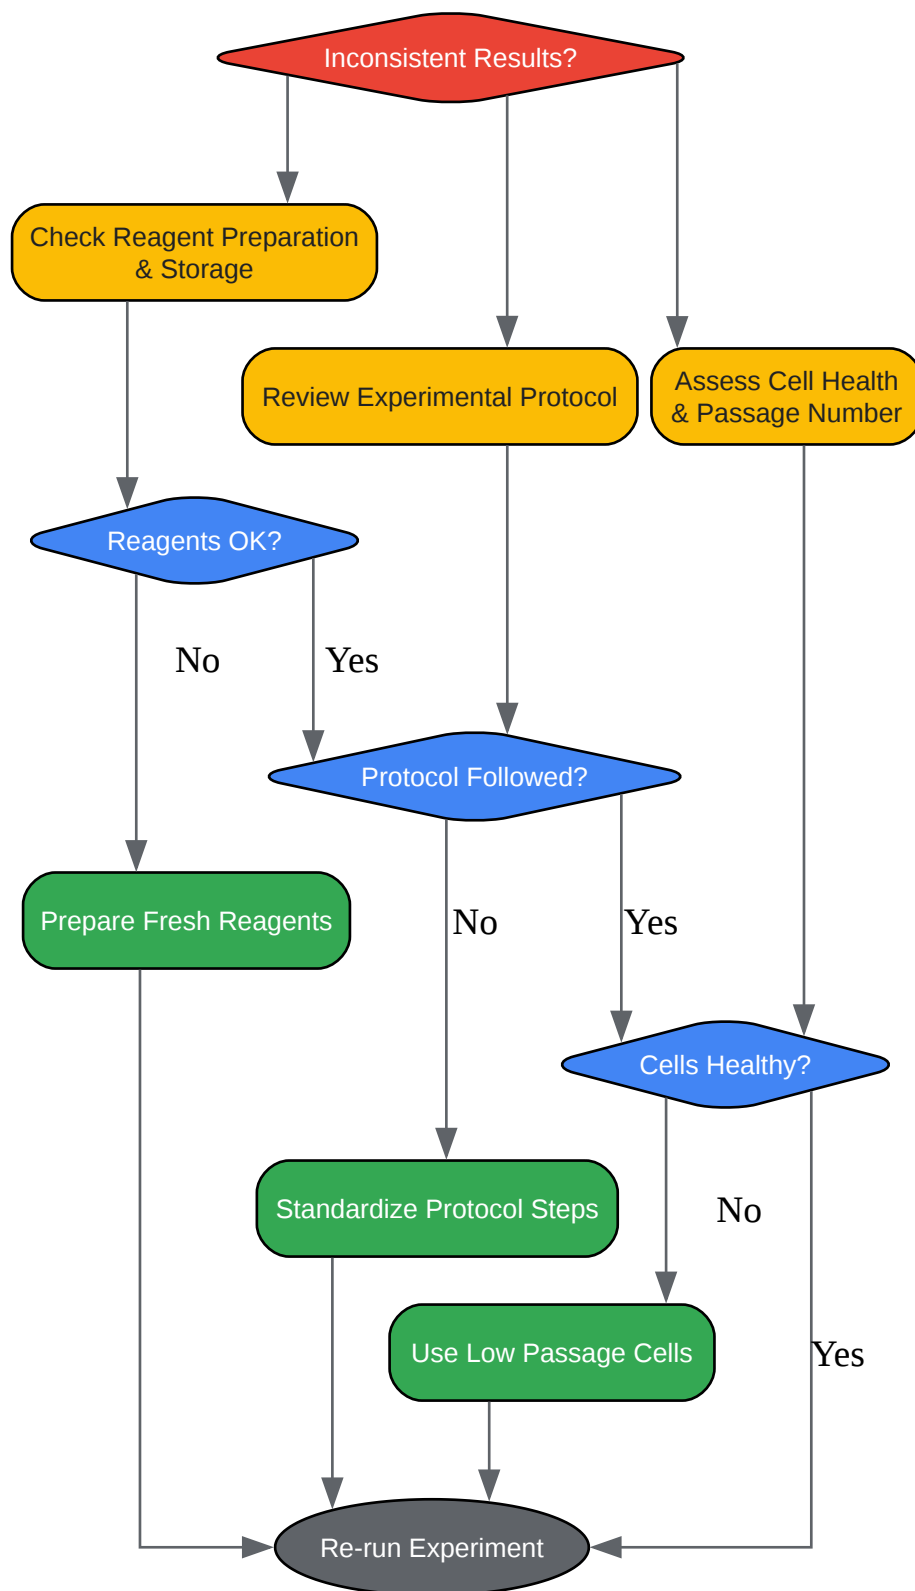 Inconsistent Results?
Check Reagent Preparation
& Storage
Review Experimental Protocol
Assess Cell Health
& Passage Number
Reagents OK?
No
Yes
Protocol Followed?
Prepare Fresh Reagents
No
Yes
Cells Healthy?
Standardize Protocol Steps
No
Use Low Passage Cells
Yes
Re-run Experiment